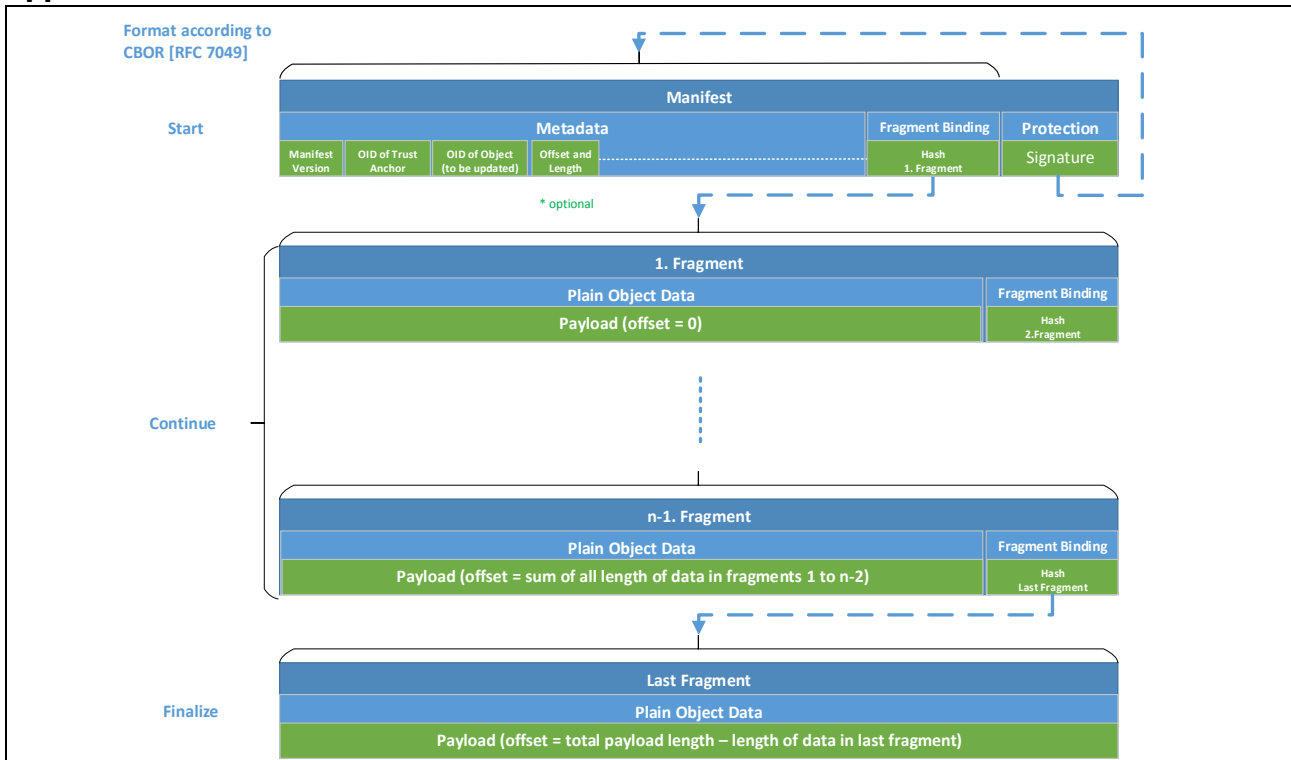 Format according to
CBOR [RFC 7049]
Manifest
Start
Metadata
Fragment Binding
Protection
Manifest
Version
OID of Trust
Anchor
OID of Object
(to be updated)
Offset and
Length
Hash
1. Fragment
Signature
* optional
1. Fragment
Plain Object Data
Fragment Binding
Payload (offset = 0)
Hash
2.Fragment
Continue
n-1. Fragment
Plain Object Data
Fragment Binding
Payload (offset = sum of all length of data in fragments 1 to n-2)
Hash
Last Fragment
Last Fragment
Finalize
Plain Object Data
Payload (offset = total payload length – length of data in last fragment)